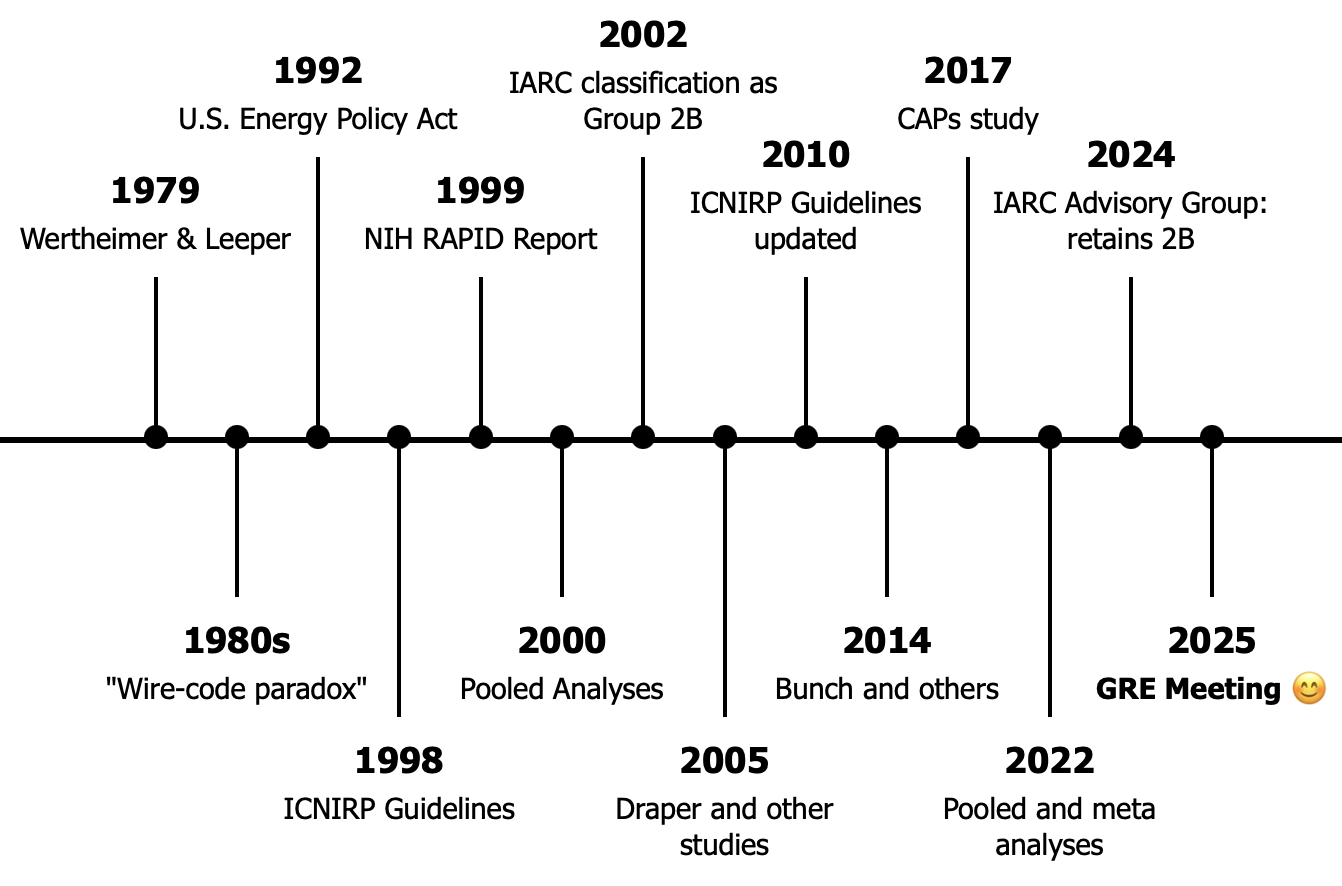 1979
Wertheimer & Leeper
1980s
"Wire-code paradox"
1992
U.S. Energy Policy Act
1998
ICNIRP Guidelines
1999
NIH RAPID Report
2000
Pooled Analyses
2002
IARC classification as
Group 2B
2005
Draper and other
studies
2010
ICNIRP Guidelines
updated
2014
Bunch and others
2017
CAPs study
2022
Pooled and meta
analyses
2024
IARC Advisory Group:
retains 2B
2025
GRE Meeting 😊